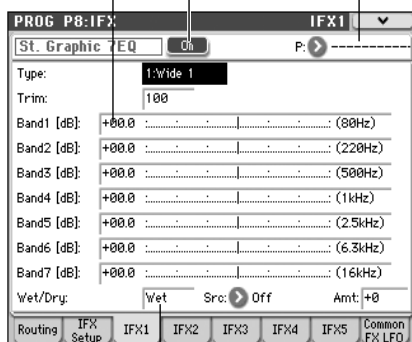 PROG P8:IFX IFX1
St. Graphic 7EQ On P: -----------
Type: 1:Wide 1
Trim: 100
Band1 [dB]: +00.0 (80Hz)
Band2 [dB]: +00.0 (220Hz)
Band3 [dB]: +00.0 (500Hz)
Band4 [dB]: +00.0 (1kHz)
Band5 [dB]: +00.0 (2.5kHz)
Band6 [dB]: +00.0 (6.3kHz)
Band7 [dB]: +00.0 (16kHz)
Wet/Dry: Wet Src: Off Amt: +0
Routing IFX Setup IFX1 IFX2 IFX3 IFX4 IFX5 Common FX LFO